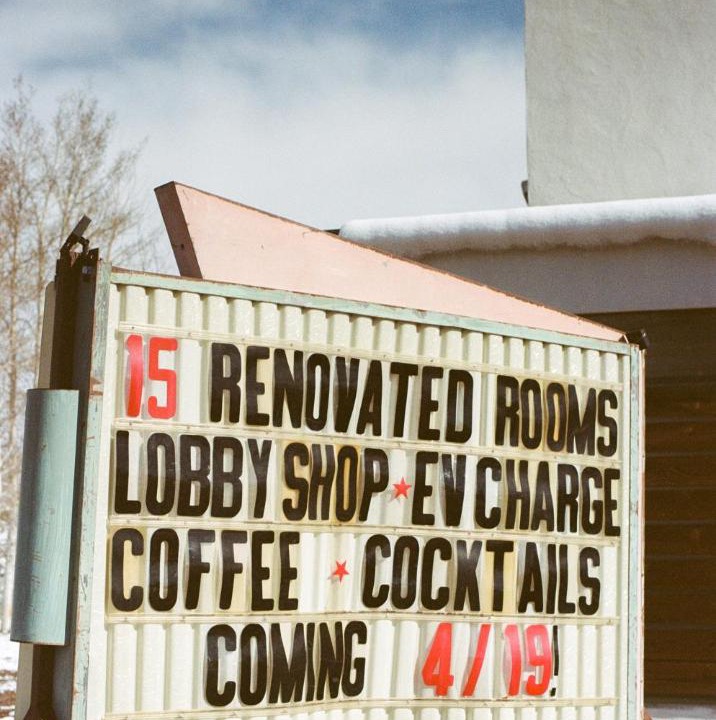 15 RENOVATED ROOMS
LOBBY SHOP ★ EV CHARGE
COFFEE ★ COCKTAILS
COMING 4/19!